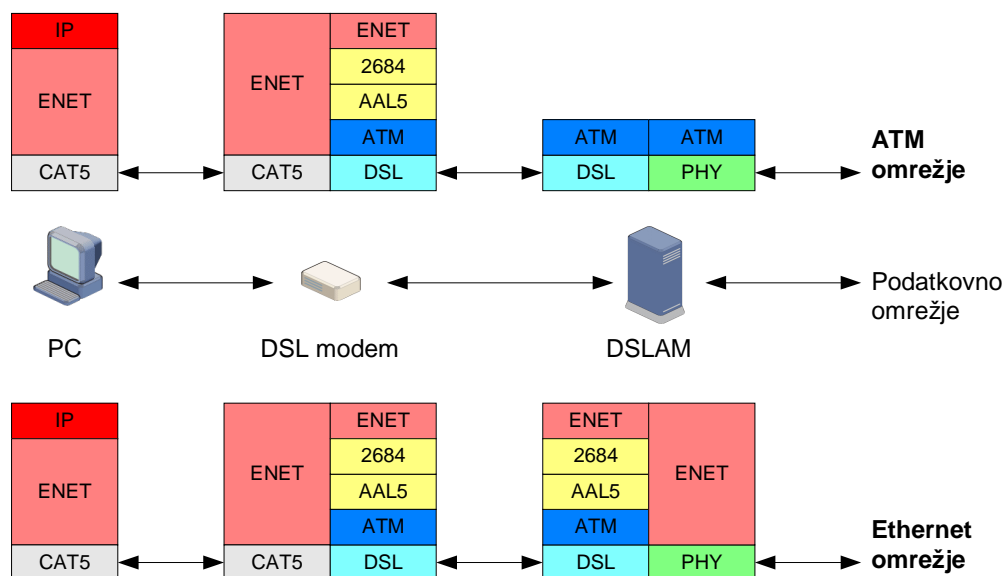 IP
ENET
ENET
ENET
2684
AAL5
ATM
ATM
ATM
CAT5
CAT5
DSL
DSL
PHY
ATM
omrežje
PC
DSL modem
DSLAM
Podatkovno
omrežje
IP
ENET
ENET
ENET
2684
AAL5
ATM
ENET
2684
AAL5
ATM
ENET
CAT5
CAT5
DSL
DSL
PHY
Ethernet
omrežje